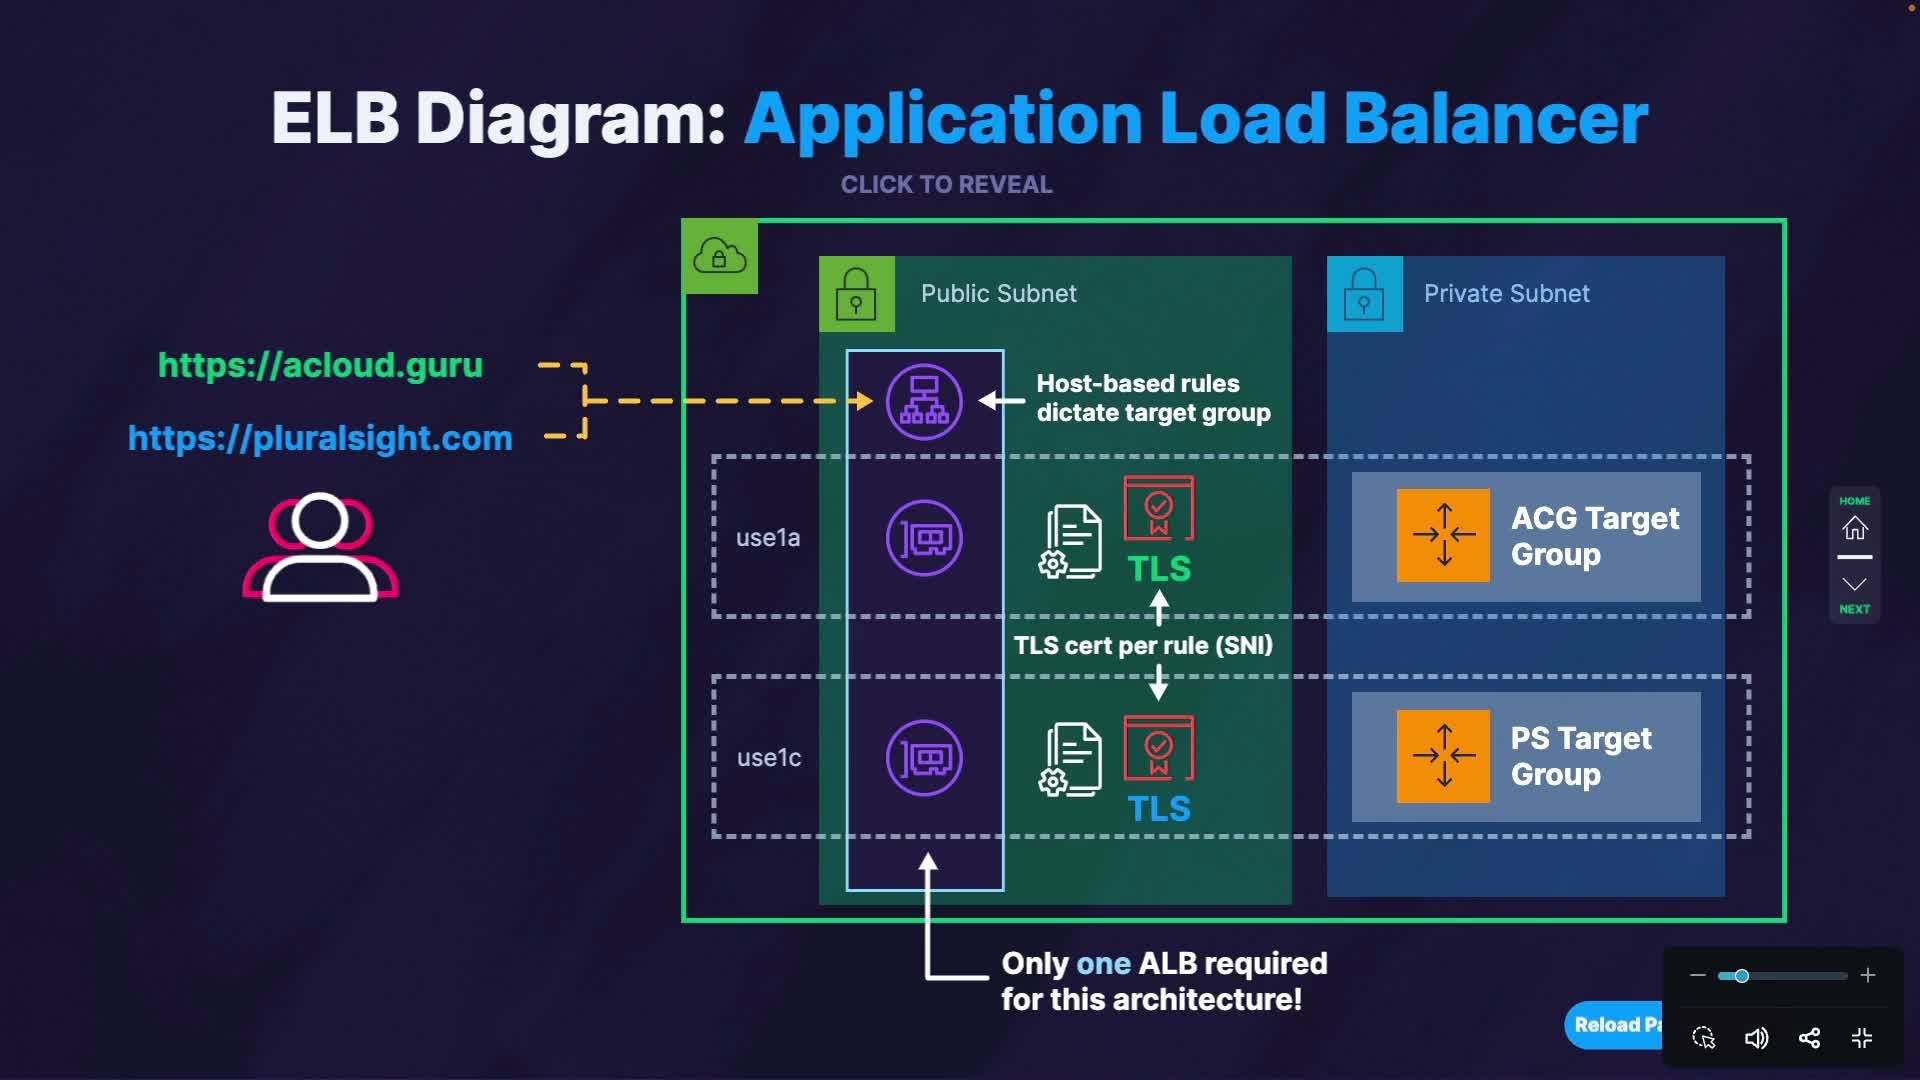 ELB Diagram: Application Load Balancer
CLICK TO REVEAL
Public Subnet
Private Subnet
https://acloud.guru
https://pluralsight.com
Host-based rules
dictate target group
use1a
TLS
ACG Target
Group
TLS cert per rule (SNI)
use1c
TLS
PS Target
Group
Only one ALB required
for this architecture!
HOME
NEXT
Reload Pa